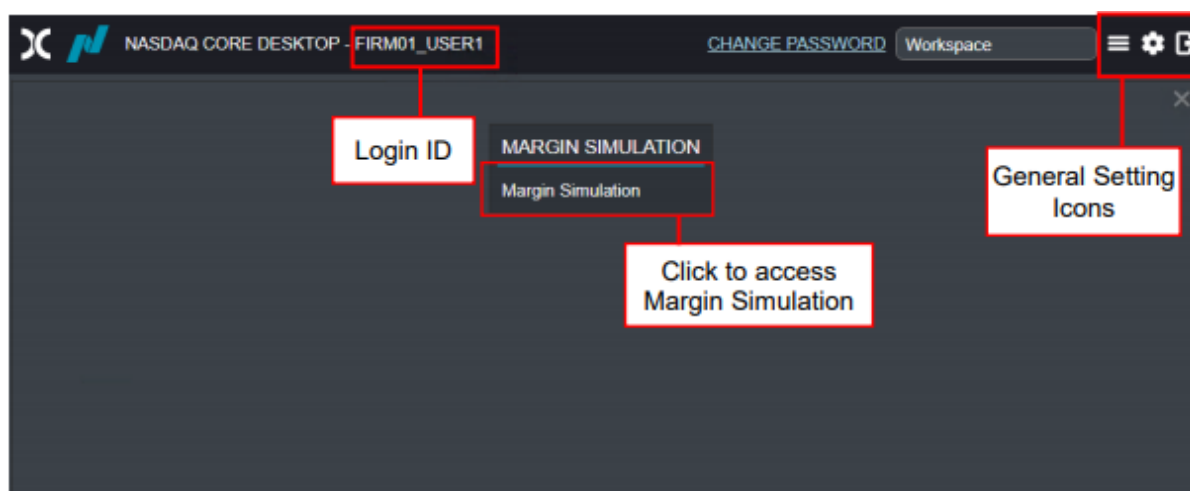 NASDAQ CORE DESKTOP - FIRM01_USER1
CHANGE PASSWORD
Workspace
Login ID
MARGIN SIMULATION
Margin Simulation
General Setting
Icons
Click to access
Margin Simulation